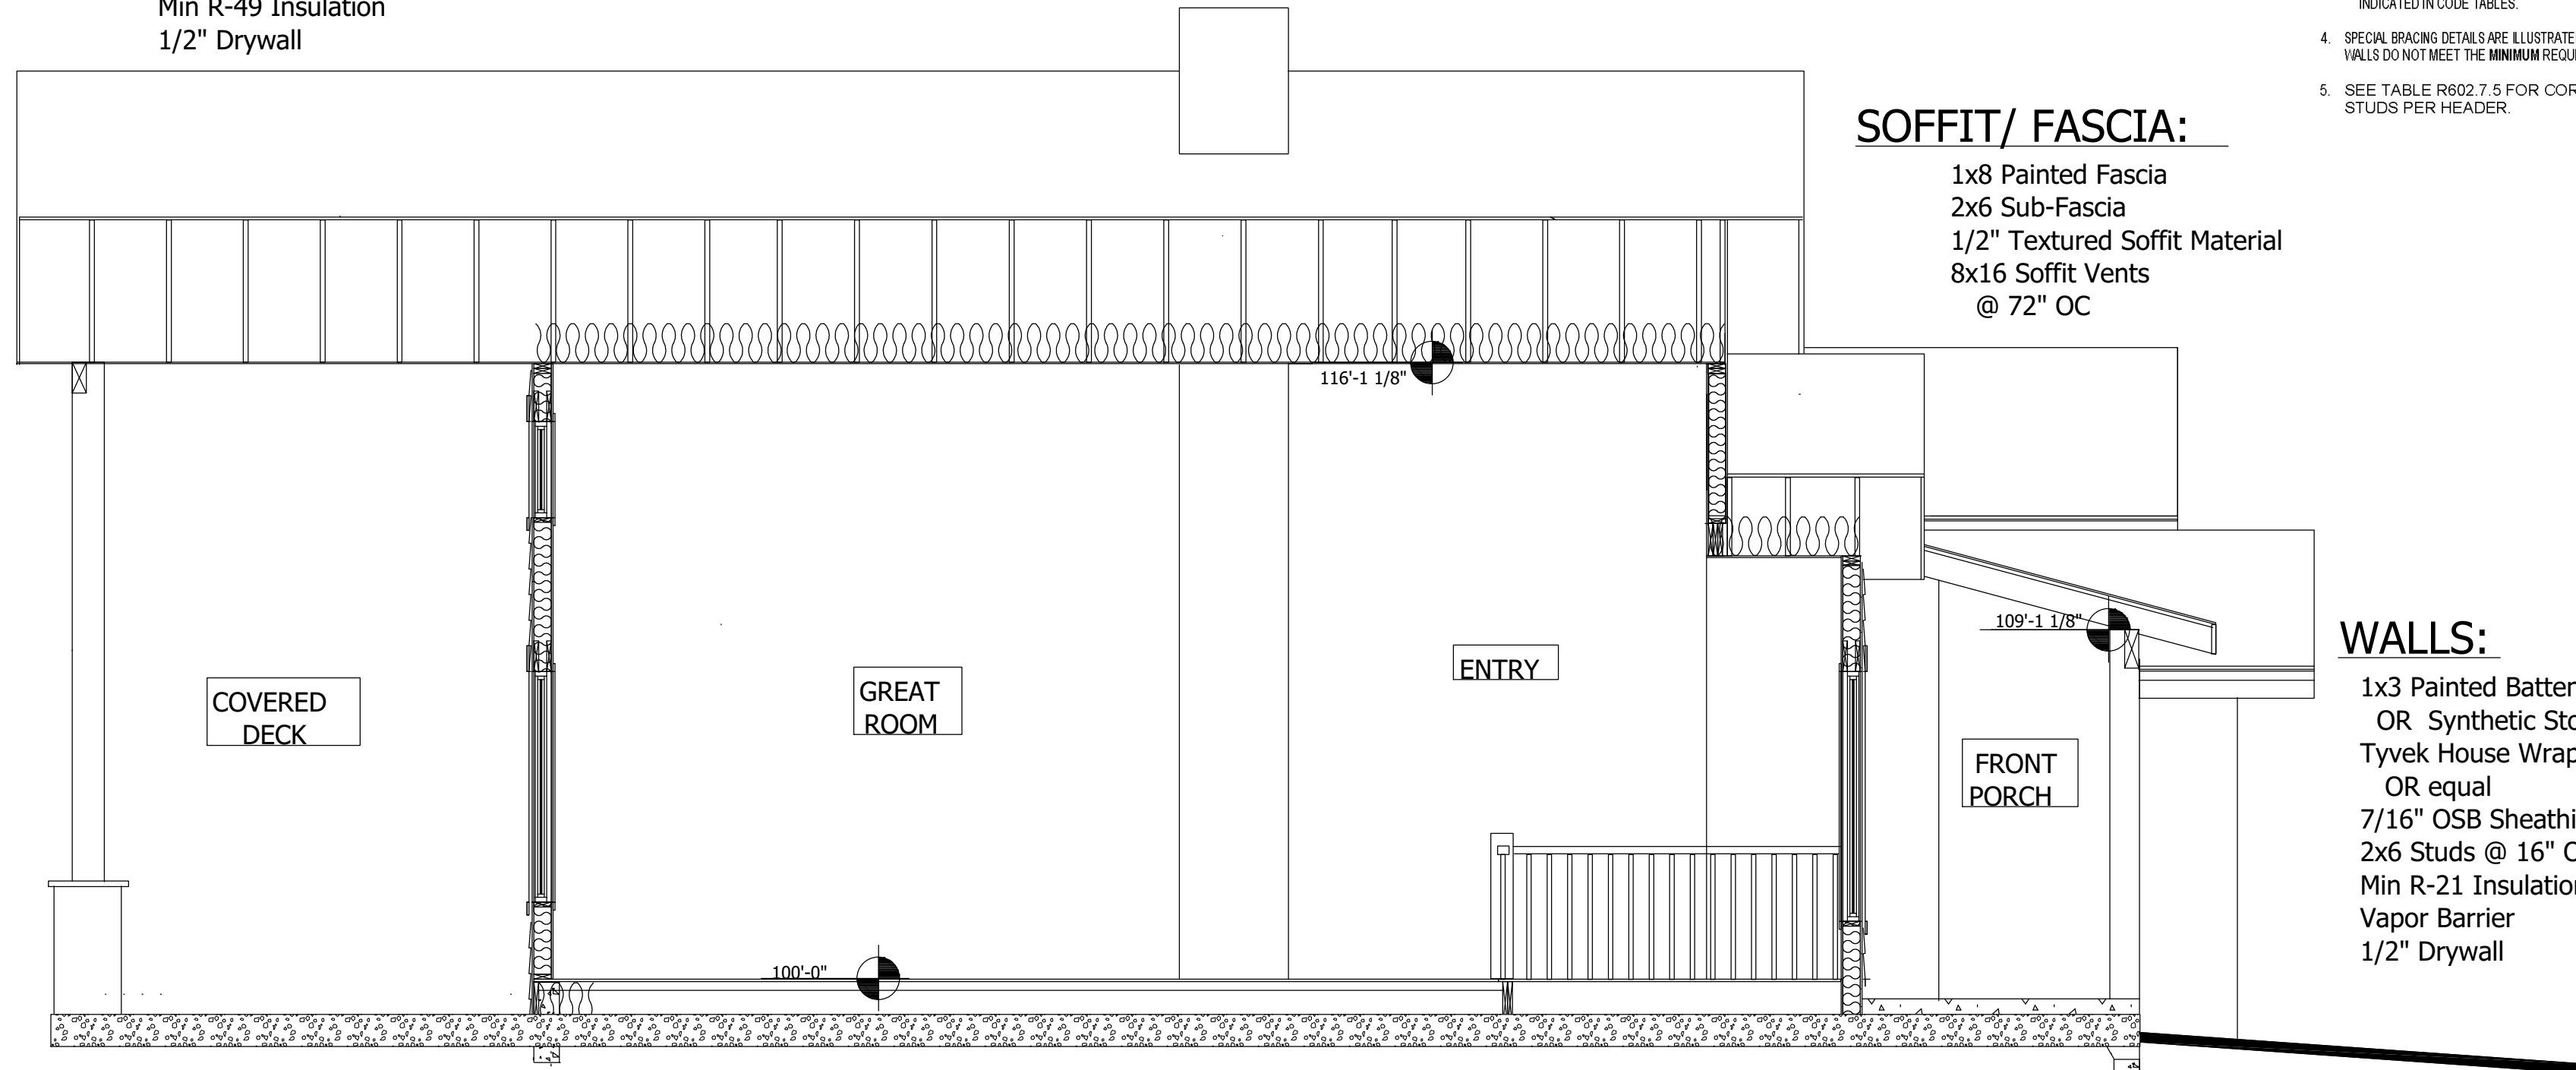 Min R-49 Insulation
1/2" Drywall
INDICATED IN CODE TABLES.
4. SPECIAL BRACING DETAILS ARE ILLUSTRATE
WALLS DO NOT MEET THE MINIMUM REQU
5. SEE TABLE R602.7.5 FOR COR
STUDS PER HEADER.
SOFFIT/ FASCIA:
1x8 Painted Fascia
2x6 Sub-Fascia
1/2" Textured Soffit Material
8x16 Soffit Vents
@ 72" OC
116'-1 1/8"
109'-1 1/8"
WALLS:
1x3 Painted Batten
OR Synthetic Sto
Tyvek House Wrap
OR equal
7/16" OSB Sheathi
2x6 Studs @ 16" O
Min R-21 Insulation
Vapor Barrier
1/2" Drywall
COVERED
DECK
GREAT
ROOM
ENTRY
FRONT
PORCH
100'-0"